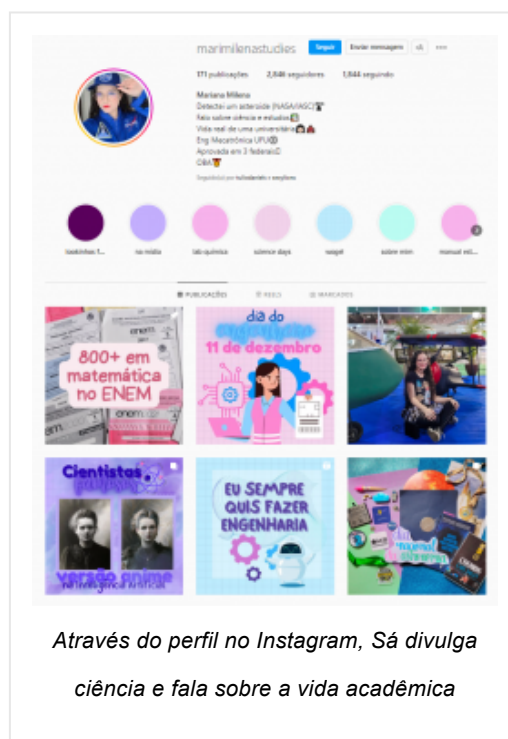 marimilenastudies Seguir Enviar mensagem
171 publicações 2,846 seguidores 1,844 seguindo
Mariana Milena
Detectei um asteroide (NASA/IASC)
Falo sobre ciência e estudos
Vida real de uma universitária
Eng Mecatrônica UFU
Aprovada em 3 federais
OBA
na mídia lab química science days sobre mim
PUBLICAÇÕES REELS MARCADOS
800+ em
matemática
no ENEM
enem
dia do
11 de dezembro
Cientistas
versão anime
EU SEMPRE
QUIS FAZER
ENGENHARIA
Através do perfil no Instagram, Sá divulga
ciência e fala sobre a vida acadêmica